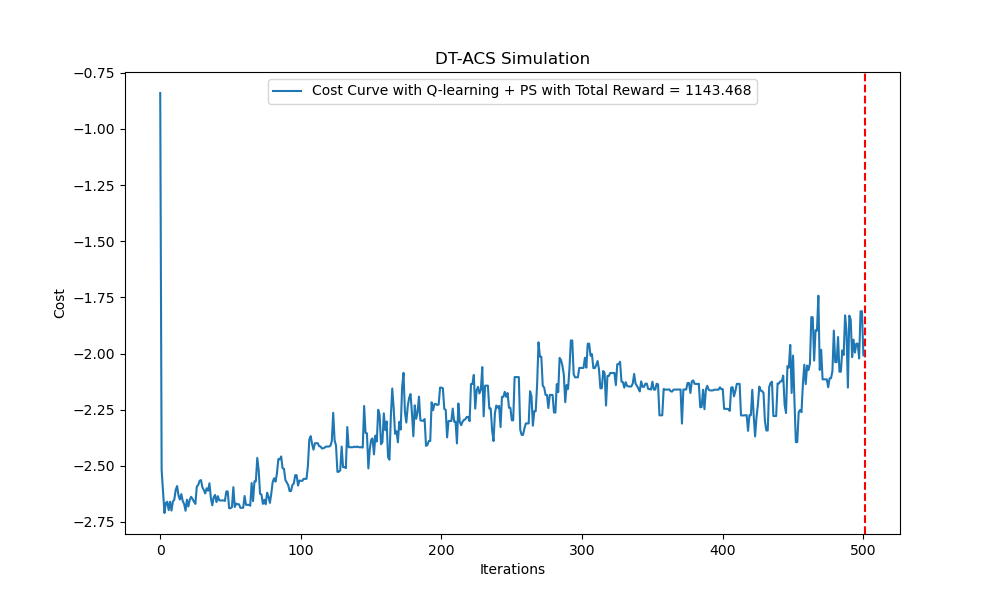 DT-ACS Simulation
Cost Curve with Q-learning + PS with Total Reward = 1143.468
Cost
−0.75
−1.00
−1.25
−1.50
−1.75
−2.00
−2.25
−2.50
−2.75
0 100 200 300 400 500
Iterations